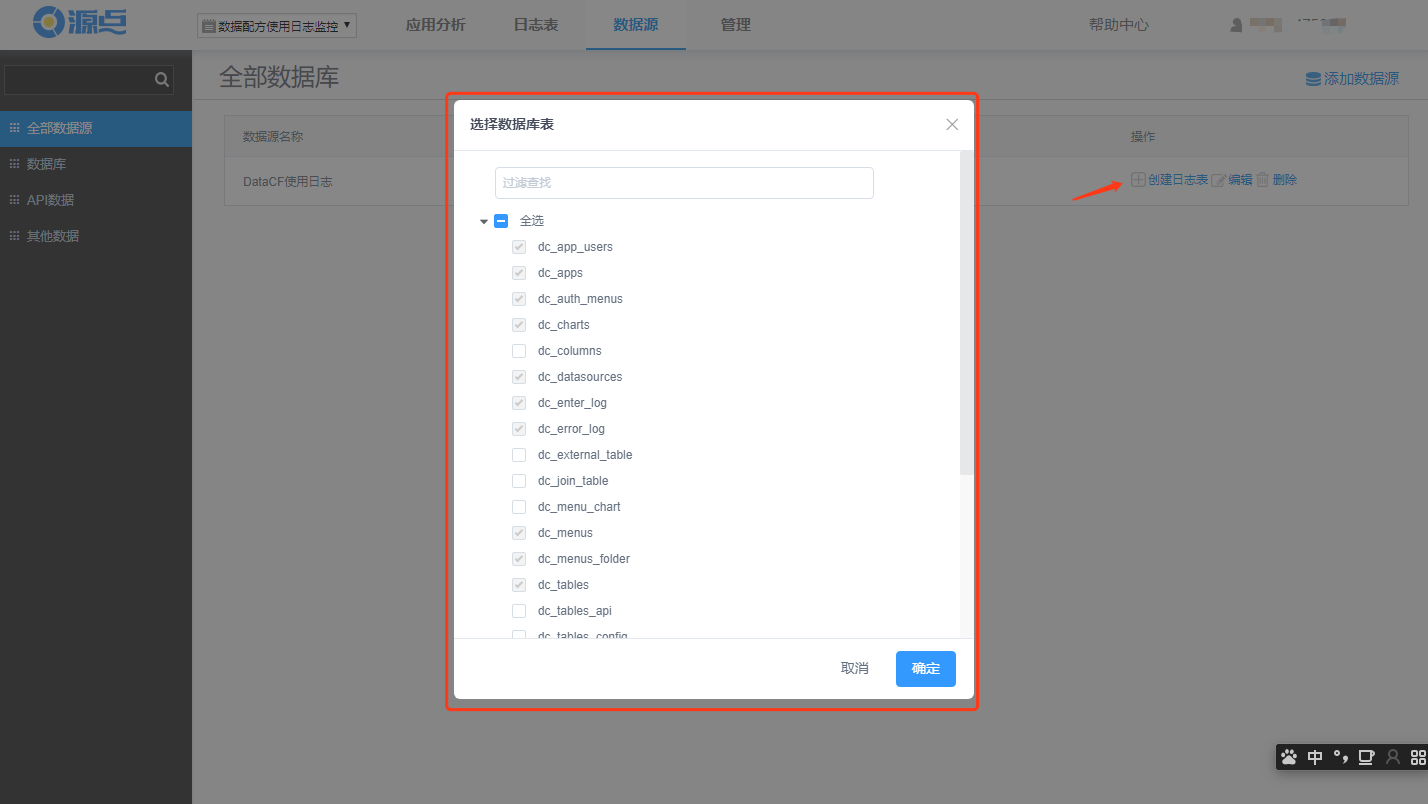 源点
数据配方使用日志监控
应用分析
日志表
数据源
管理
帮助中心
全部数据库
添加数据源
全部数据源
数据库
API数据
其他数据
数据源名称
操作
DataCF使用日志
创建日志表 编辑 删除
选择数据库表
过滤查找
全选
dc_app_users
dc_apps
dc_auth_menus
dc_charts
dc_columns
dc_datasources
dc_enter_log
dc_error_log
dc_external_table
dc_join_table
dc_menu_chart
dc_menus
dc_menus_folder
dc_tables
dc_tables_api
dc_tables_config
取消
确定
中